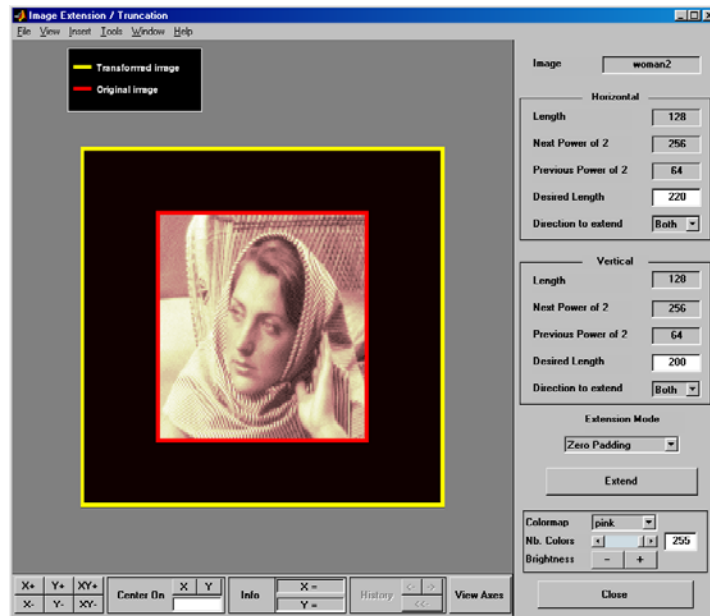 Image Extension / Truncation
File View Insert Tools Window Help
Transformed image
Original image
Image woman2
Horizontal
Length 128
Next Power of 2 256
Previous Power of 2 64
Desired Length 220
Direction to extend Both
Vertical
Length 128
Next Power of 2 256
Previous Power of 2 64
Desired Length 200
Direction to extend Both
Extension Mode
Zero Padding
Extend
Colormap pink
Nb. Colors 255
Brightness - +
X+ Y+ XY+ Center On X Y Info X = History <- -> View Axes Close
X- Y- XY- Y = <<-